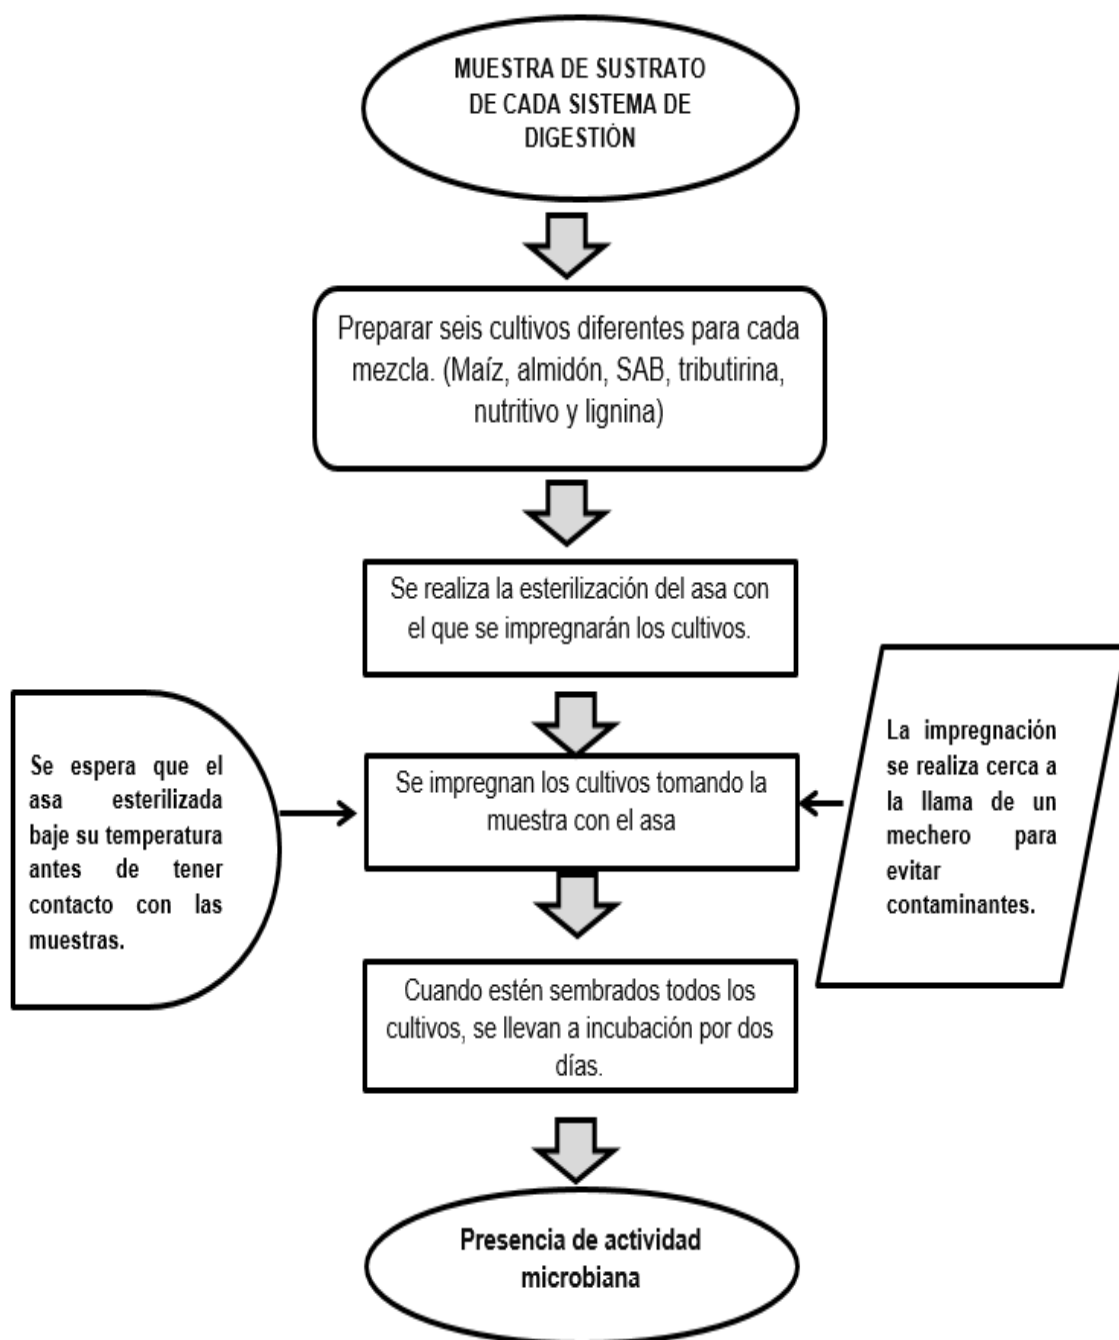 MUESTRA DE SUSTRATO
DE CADA SISTEMA DE
DIGESTIÓN
Preparar seis cultivos diferentes para cada
mezcla. (Maíz, almidón, SAB, tributirina,
nutritivo y lignina)
Se realiza la esterilización del asa con
el que se impregnarán los cultivos.
Se espera que el
asa esterilizada
baje su temperatura
antes de tener
contacto con las
muestras.
Se impregnan los cultivos tomando la
muestra con el asa
La impregnación
se realiza cerca a
la llama de un
mechero para
evitar
contaminantes.
Cuando estén sembrados todos los
cultivos, se llevan a incubación por dos
días.
Presencia de actividad
microbiana